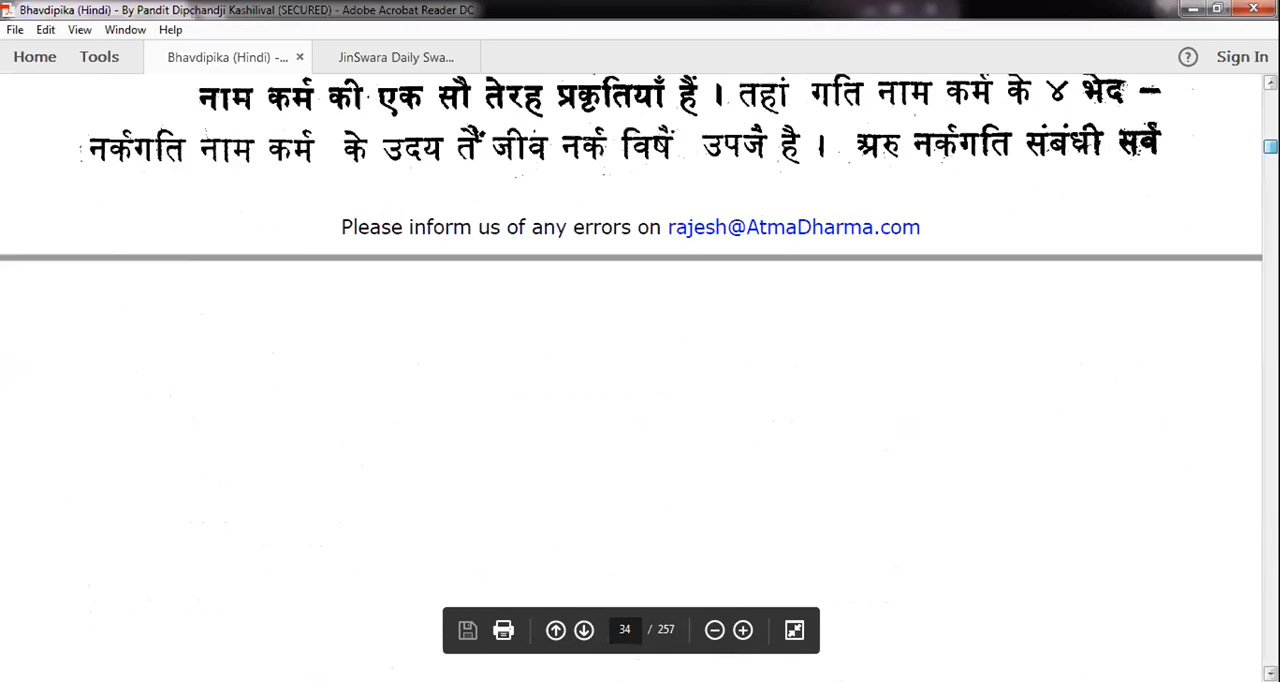 Bhavdipika (Hindi) - By Pandit Dipchandji Kashilival (SECURED) - Adobe Acrobat Reader DC
File Edit View Window Help
Home Tools Bhavdipika (Hindi) -... × JinSwara Daily Swa... ? Sign In
नाम कर्म की एक सौ तेरह प्रकृतियाँ हैं । तहां गति नाम कर्म के ४ भेद –
नर्कगति नाम कर्म के उदय तैं जीव नर्क विषैं उपजै है । अरु नर्कगति संबंधी सर्व
Please inform us of any errors on rajesh@AtmaDharma.com
34 / 257